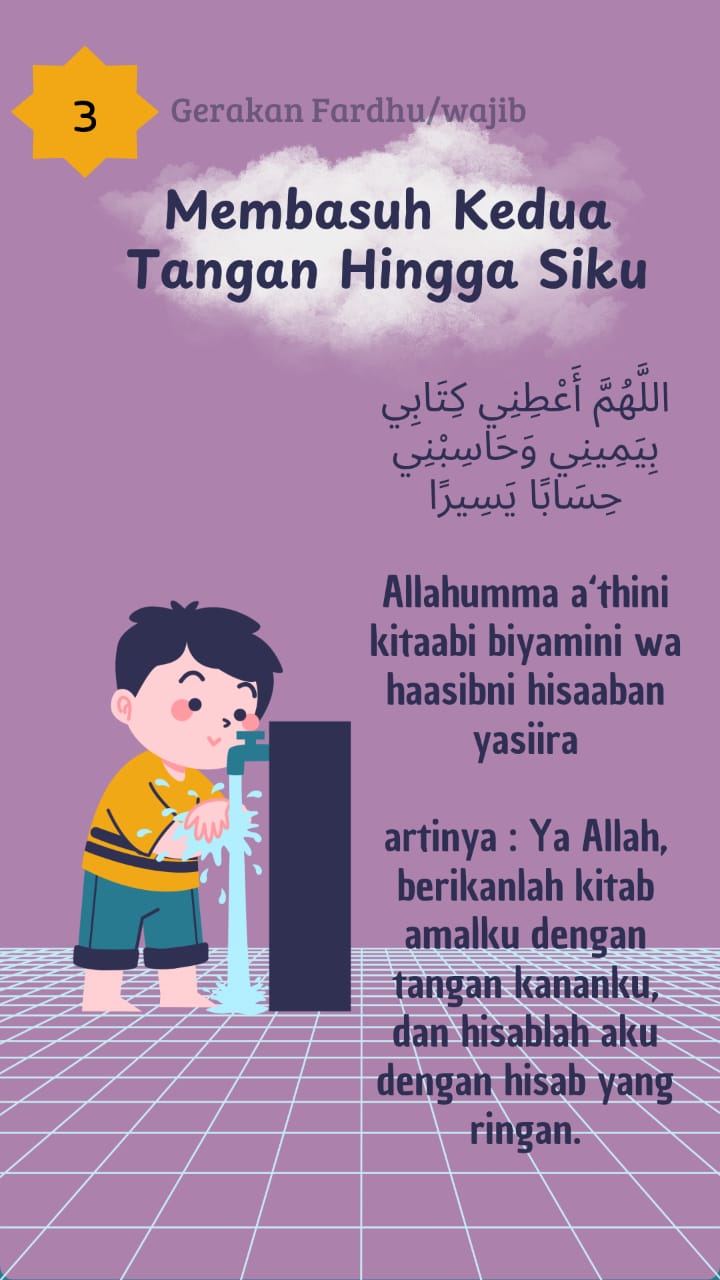 3
Gerakan Fardhu/wajib
Membasuh Kedua
Tangan Hingga Siku
اللَّهُمَّ أَعْطِنِي كِتَابِي
بِيَمِينِي وَحَاسِبْنِي
حِسَابًا يَسِيرًا
Allahumma a‘thini
kitaabi biyamini wa
haasibni hisaaban
yasiira
artinya : Ya Allah,
berikanlah kitab
amalku dengan
tangan kananku,
dan hisablah aku
dengan hisab yang
ringan.